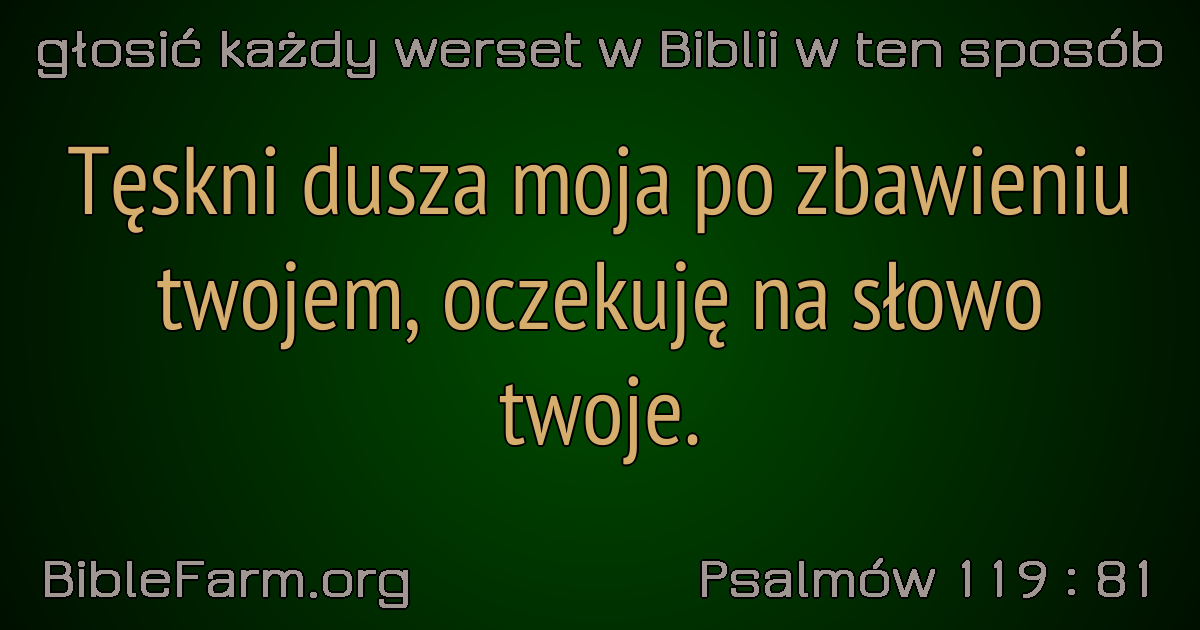 głosić każdy werset w Biblii w ten sposób
Tęskni dusza moja po zbawieniu
twojem, oczekuję na słowo
twoje.
BibleFarm.org
Psalmów 119 : 81